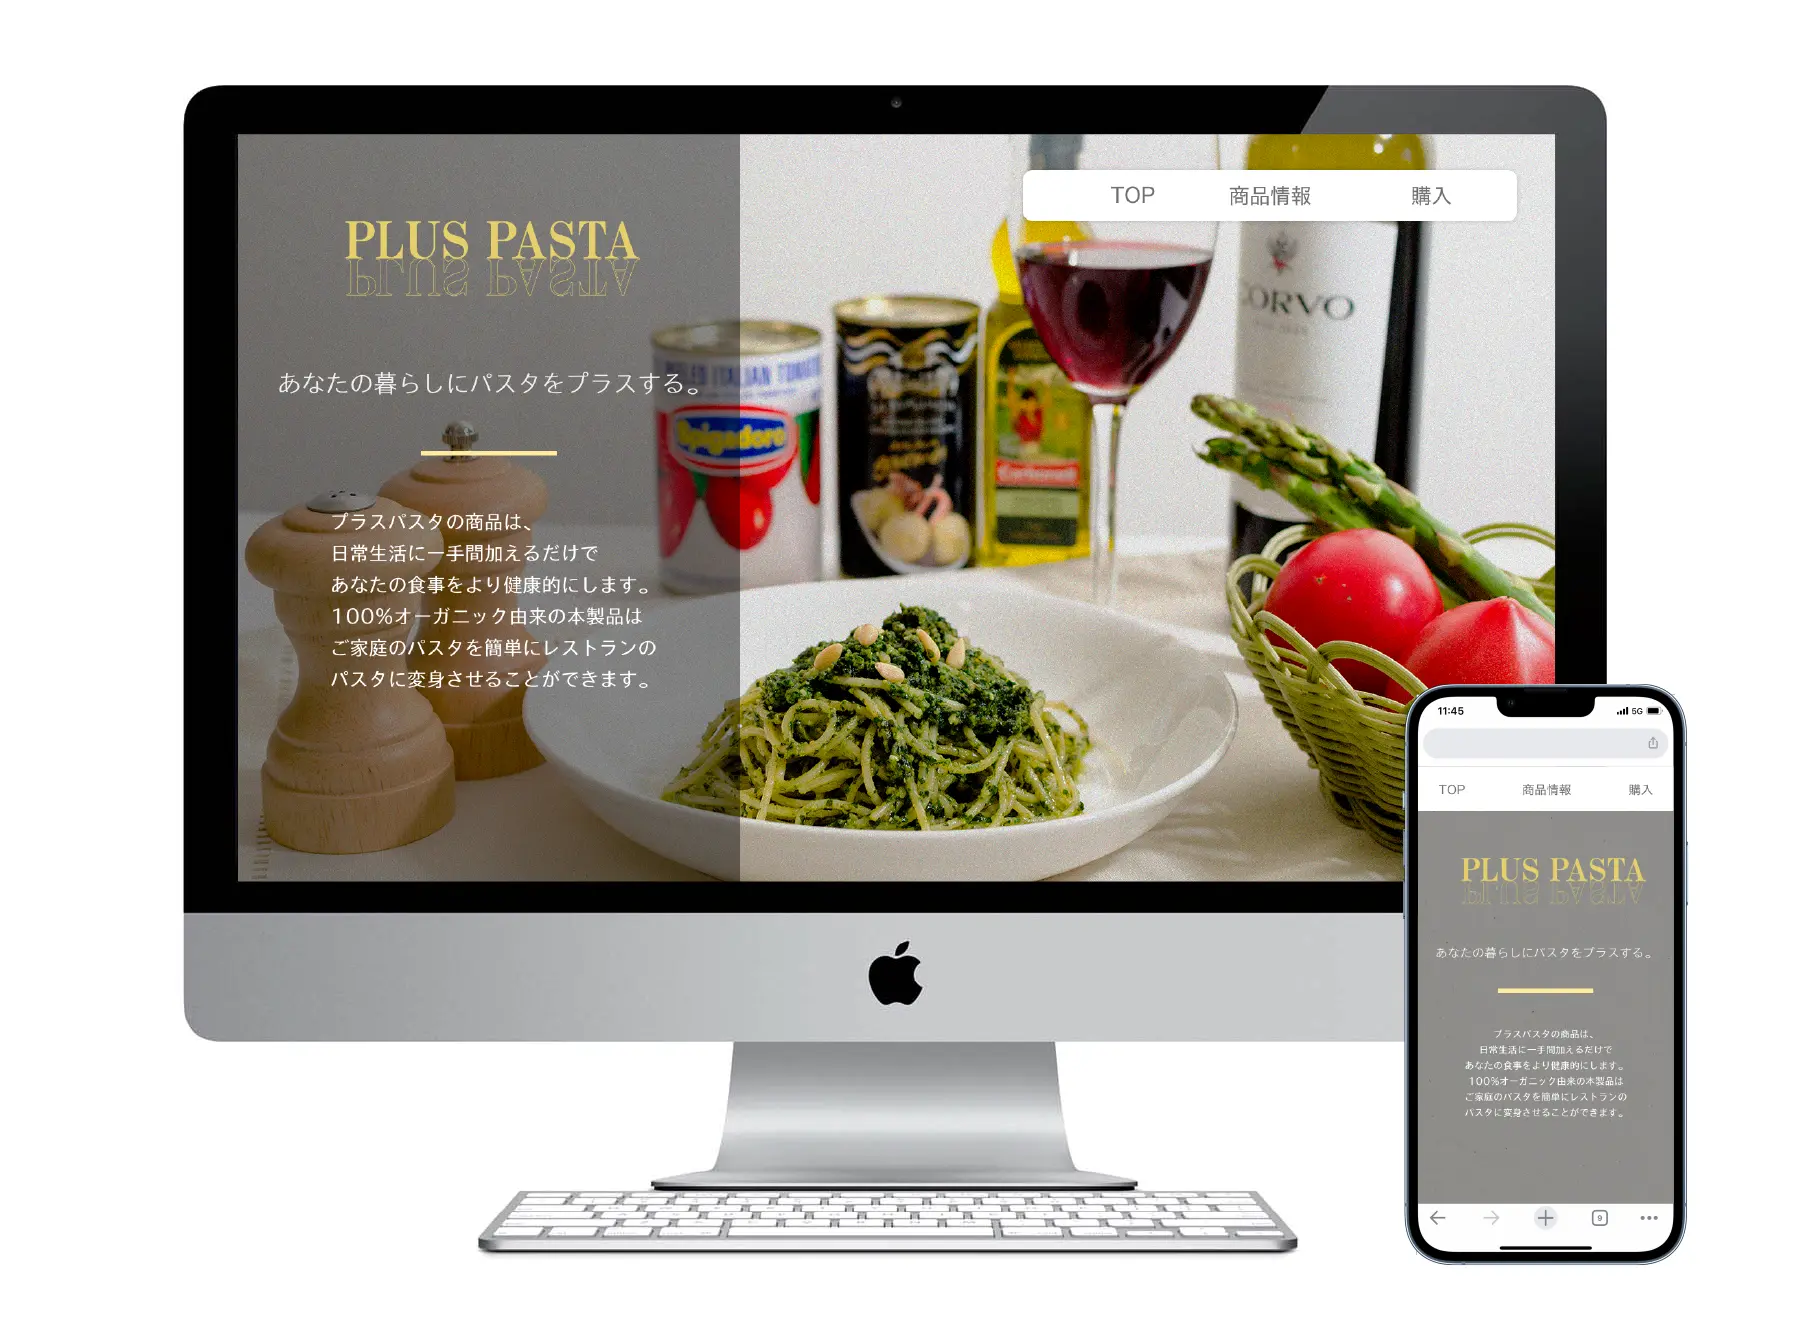 PLUS PASTA
TOP 商品情報 購入
あなたの暮らしにパスタをプラスする。
プラスパスタの商品は、
日常生活に一手間加えるだけで
あなたの食事をより健康的にします。
100%オーガニック由来の本製品は
ご家庭のパスタを簡単にレストランの
パスタに変身させることができます。
ITALIAN
Spigadoro
CORVO
11:45 5G
TOP 商品情報 購入
PLUS PASTA
あなたの暮らしにパスタをプラスする。
プラスパスタの商品は、
日常生活に一手間加えるだけで
あなたの食事をより健康的にします。
100%オーガニック由来の本製品は
ご家庭のパスタを簡単にレストランの
パスタに変身させることができます。
9